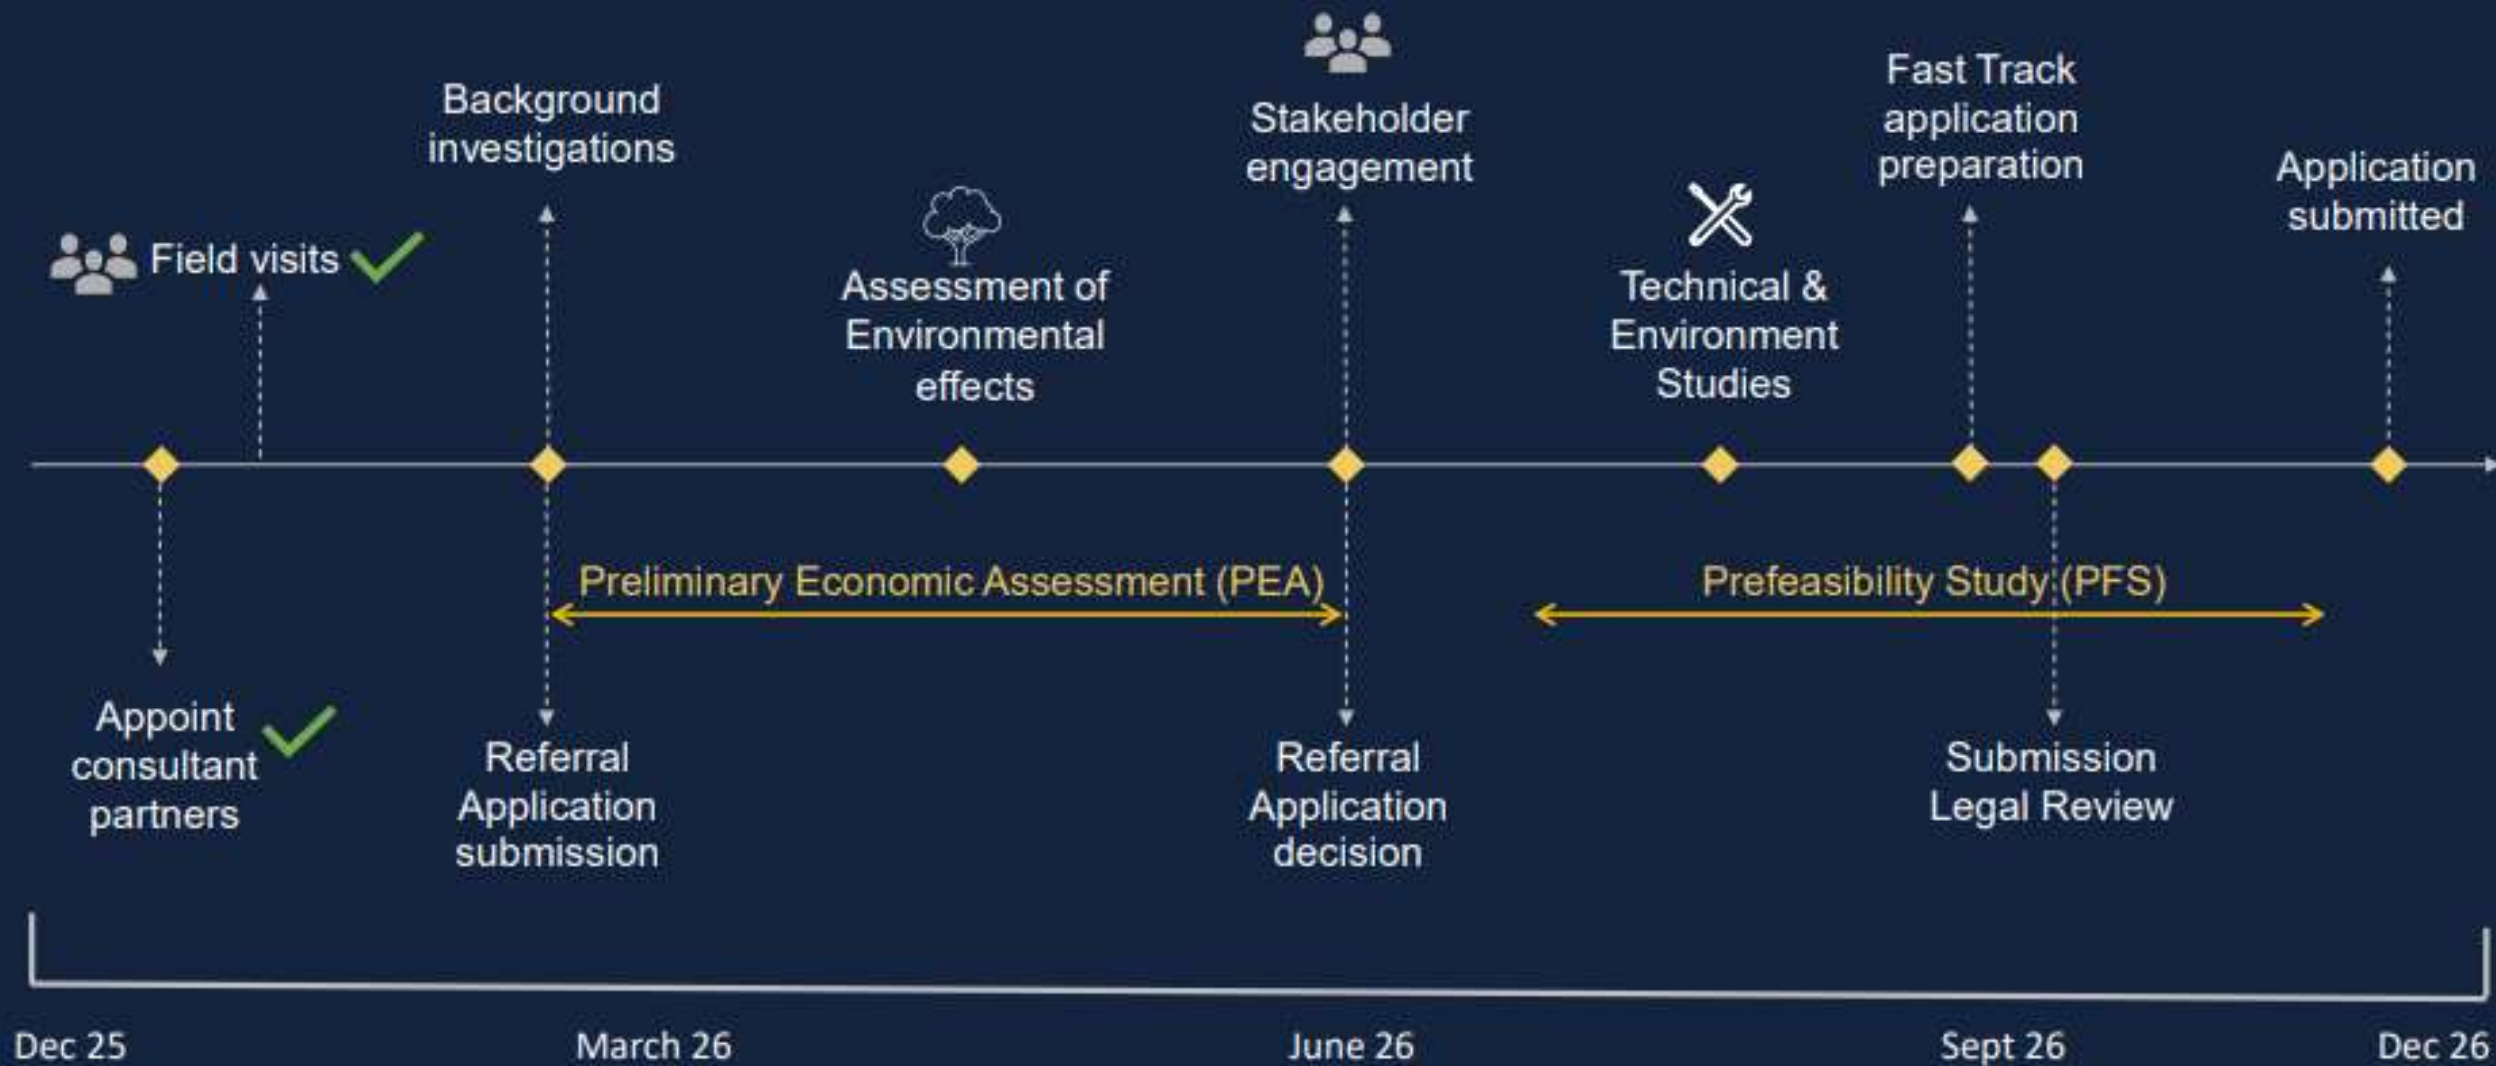 Background
investigations
Field visits
Assessment of
Environmental
effects
Stakeholder
engagement
Technical &
Environment
Studies
Fast Track
application
preparation
Application
submitted
Preliminary Economic Assessment (PEA)
Prefeasibility Study (PFS)
Appoint
consultant
partners
Referral
Application
submission
Referral
Application
decision
Submission
Legal Review
Dec 25
March 26
June 26
Sept 26
Dec 26